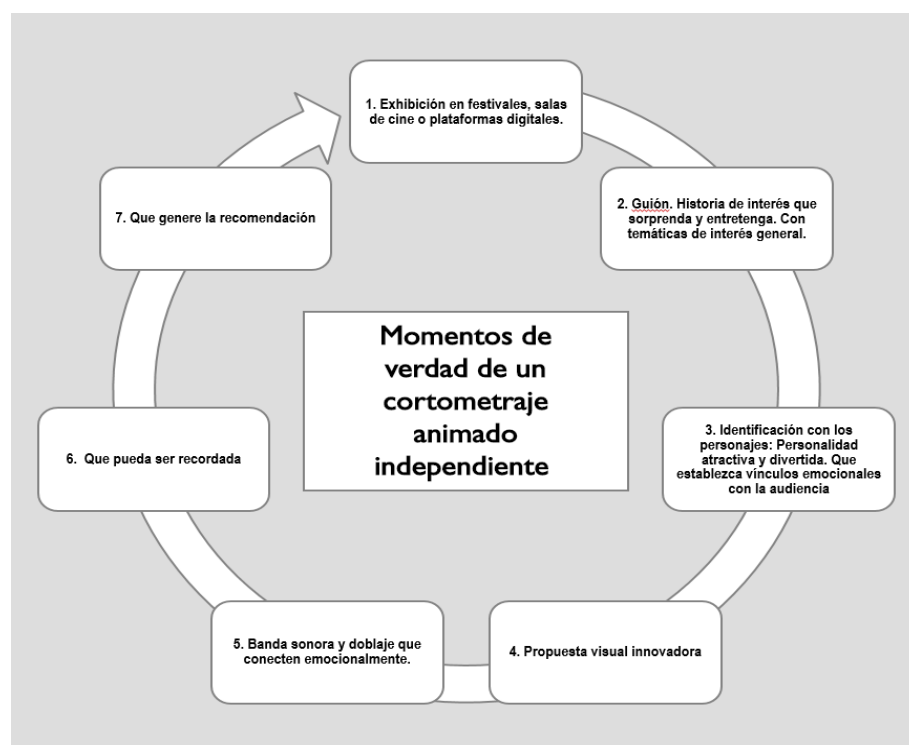 1. Exhibición en festivales, salas
de cine o plataformas digitales.
2. Guión. Historia de interés que
sorprenda y entretenga. Con
temáticas de interés general.
3. Identificación con los
personajes: Personalidad
atractiva y divertida. Que
establezca vínculos emocionales
con la audiencia
4. Propuesta visual innovadora
5. Banda sonora y doblaje que
conecten emocionalmente.
6. Que pueda ser recordada
7. Que genere la recomendación
Momentos de
verdad de un
cortometraje
animado
independiente